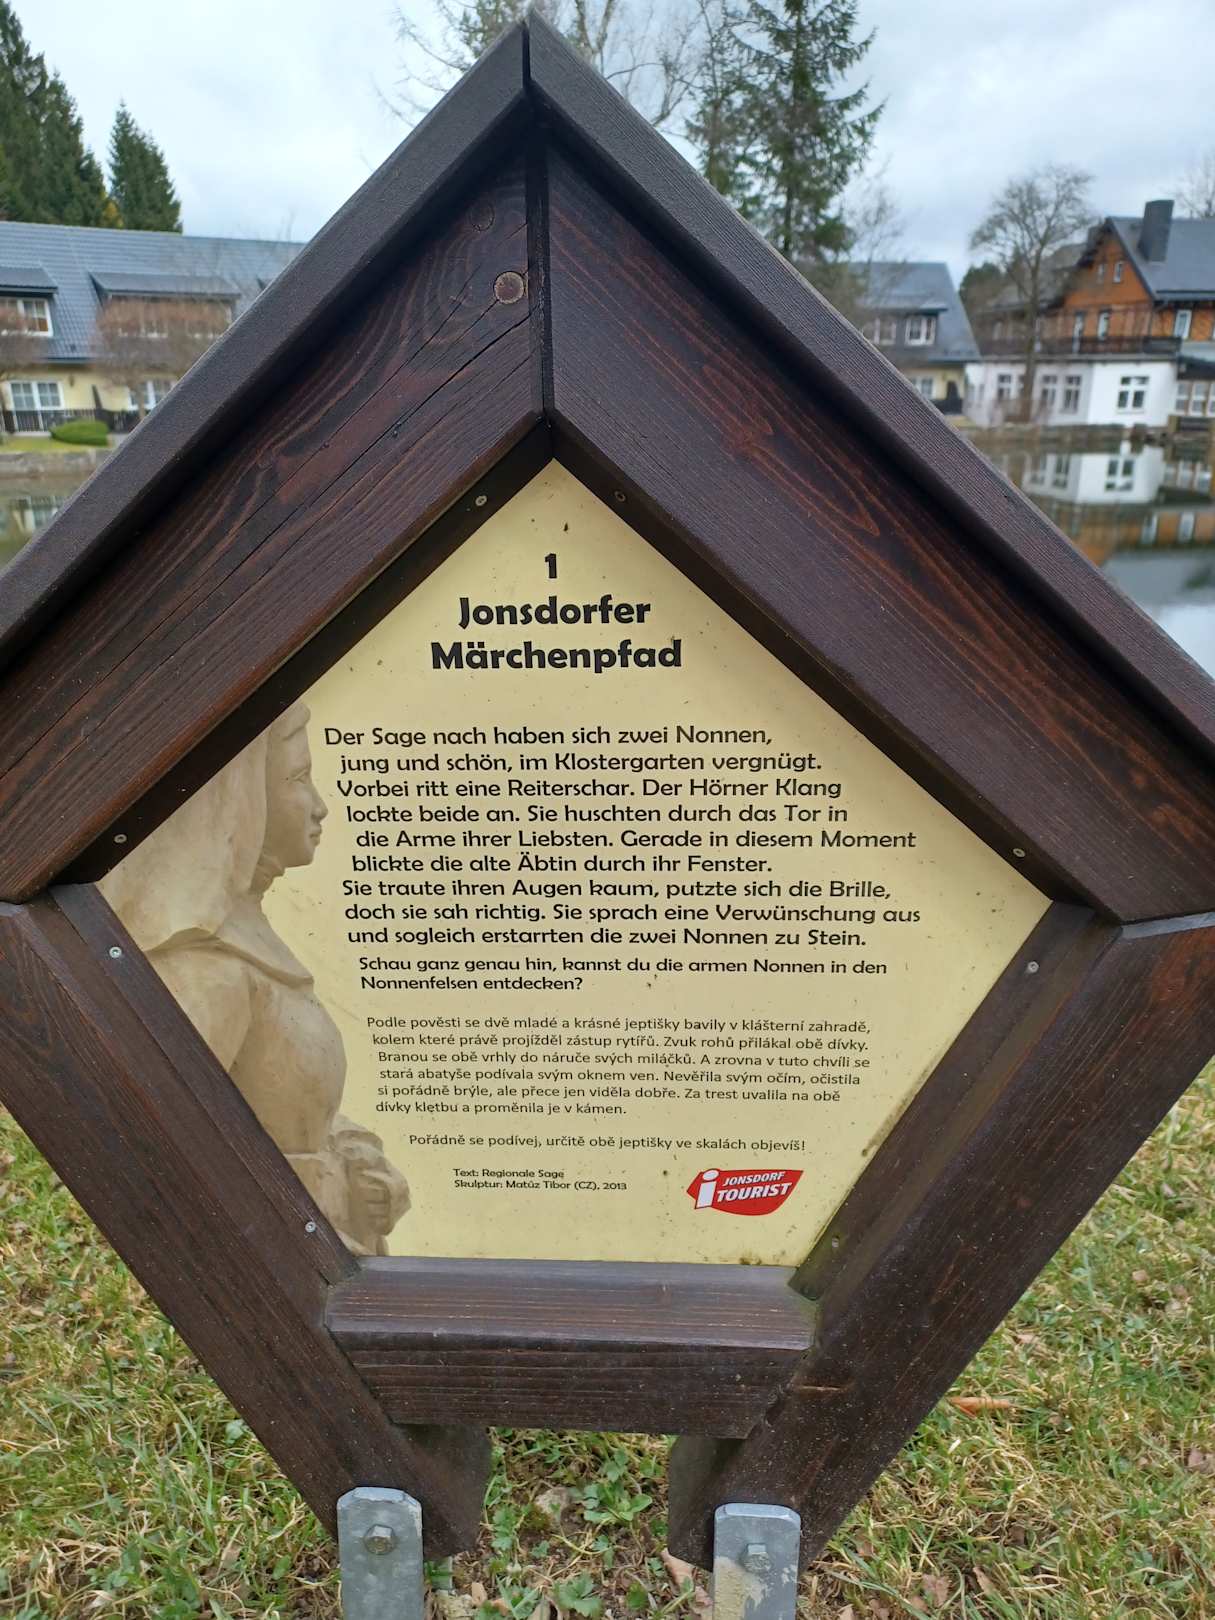 1
Jonsdorfer
Märchenpfad
Der Sage nach haben sich zwei Nonnen,
jung und schön, im Klostergarten vergnügt.
Vorbei ritt eine Reiterschar. Der Hörner Klang
lockte beide an. Sie huschten durch das Tor in
die Arme ihrer Liebsten. Gerade in diesem Moment
blickte die alte Äbtin durch ihr Fenster.
Sie traute ihren Augen kaum, putzte sich die Brille,
doch sie sah richtig. Sie sprach eine Verwünschung aus
und sogleich erstarrten die zwei Nonnen zu Stein.
Schau ganz genau hin, kannst du die armen Nonnen in den
Nonnenfelsen entdecken?
Podle pověsti se dvě mladé a krásné jeptišky bavily v klášterní zahradě,
kolem které právě projížděl zástup rytířů. Zvuk rohů přilákal obě dívky.
Branou se obě vrhly do náruče svých miláčků. A zrovna v tuto chvíli se
stará abatyše podívala svým oknem ven. Nevěřila svým očím, očistila
si pořádně brýle, ale přece jen viděla dobře. Za trest uvalila na obě
dívky kletbu a proměnila je v kámen.
Pořádně se podívej, určitě obě jeptišky ve skalách objevíš!
Text: Regionale Sage
Skulptur: Matúz Tibor (CZ), 2013
i JONSDORF
TOURIST